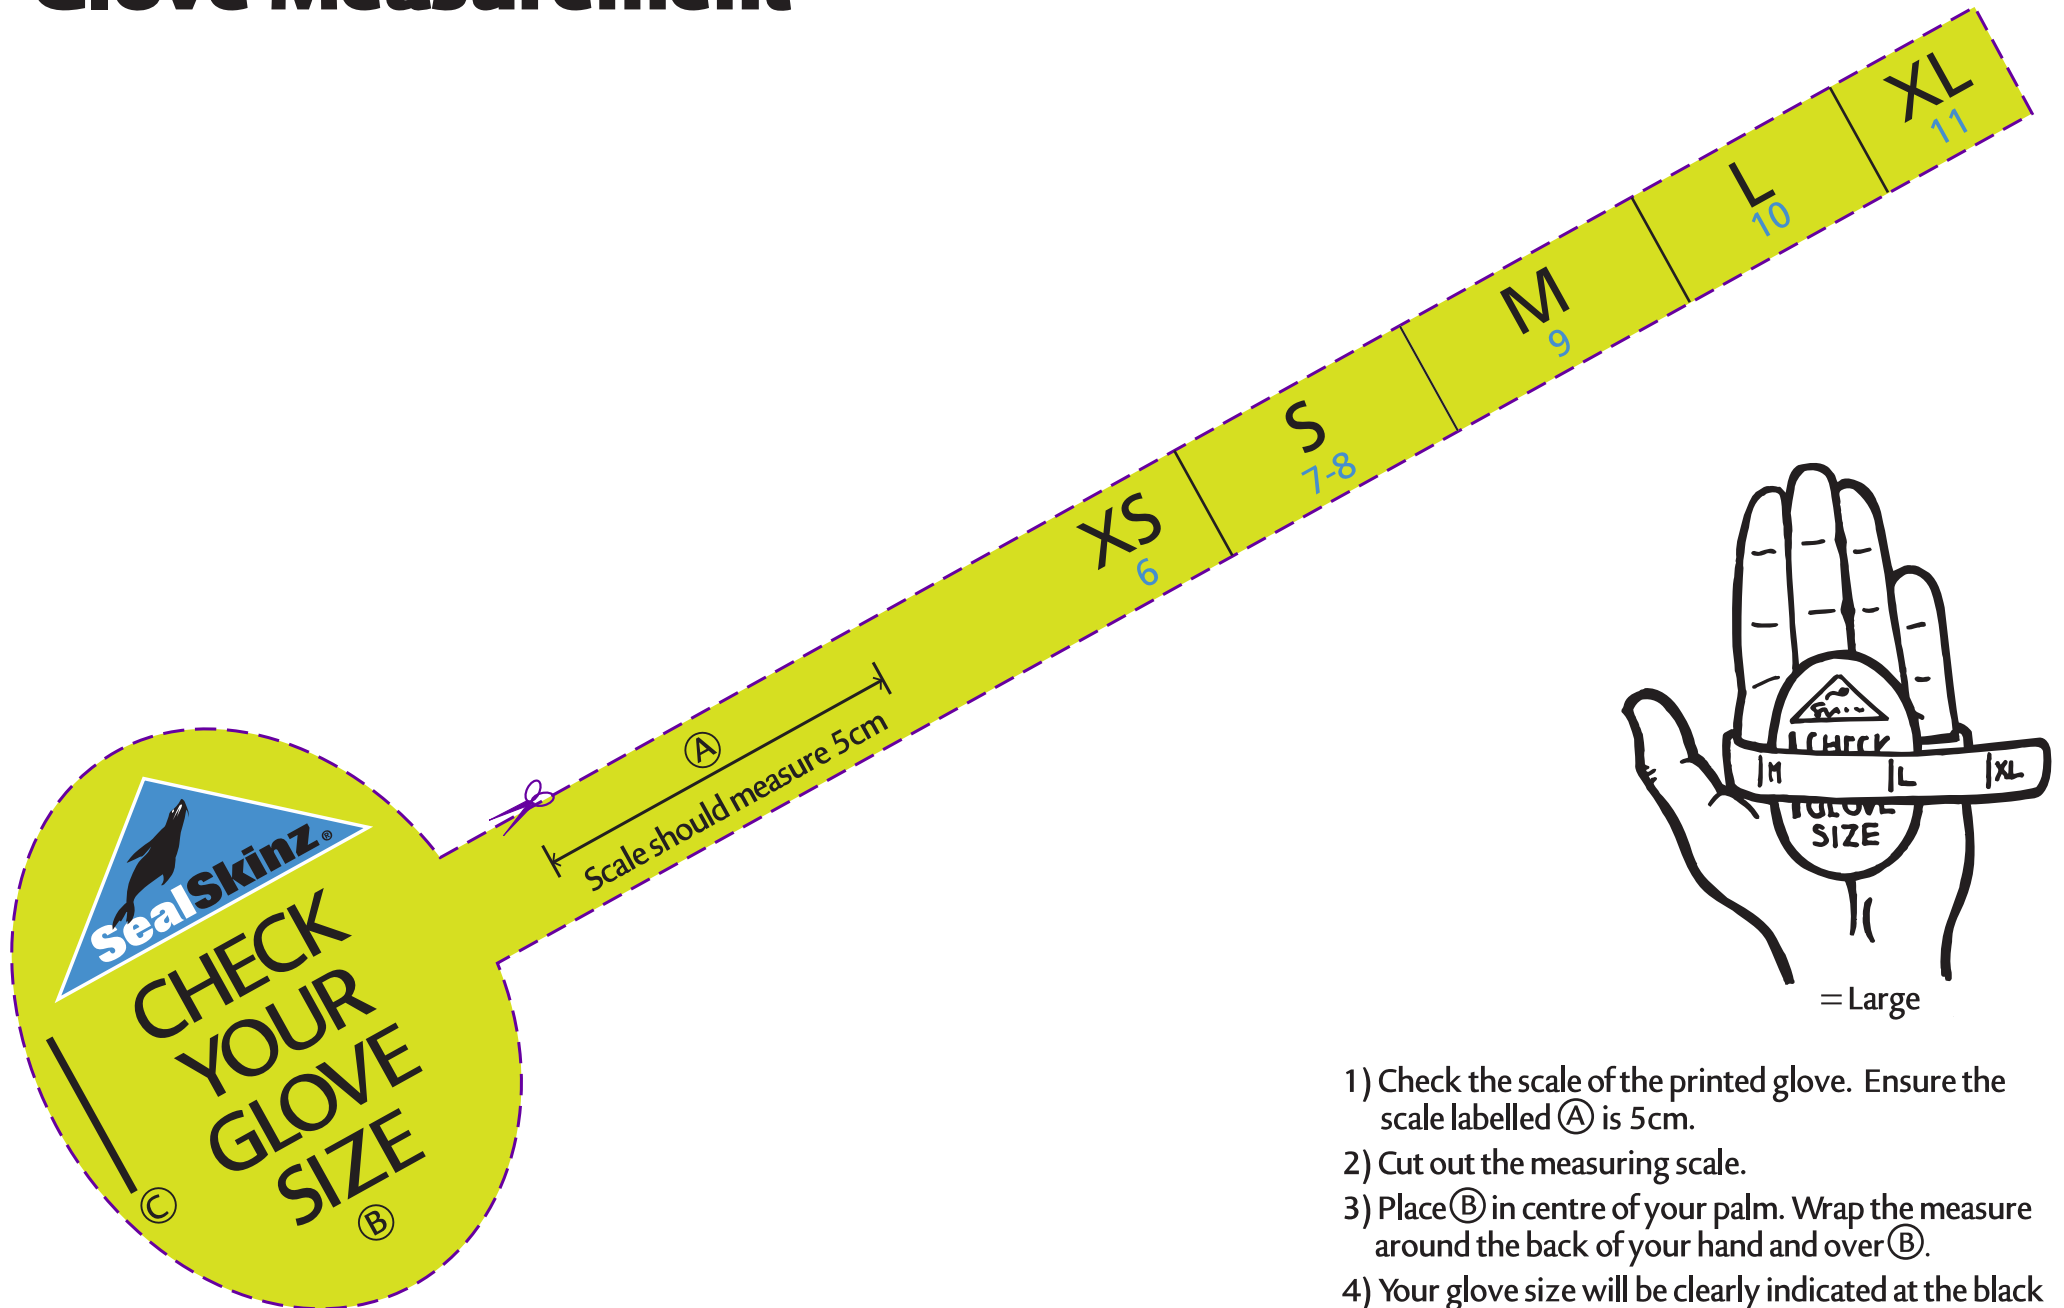 Glove Measurement
XL
11
L
10
M
9
S
7-8
XS
6
A
Scale should measure 5cm
SealSkinz®
CHECK
YOUR
GLOVE
SIZE
B
C
CHECK
M L XL
GLOVE
SIZE
= Large
1) Check the scale of the printed glove. Ensure the
scale labelled Ⓐ is 5cm.
2) Cut out the measuring scale.
3) Place Ⓑ in centre of your palm. Wrap the measure
around the back of your hand and over Ⓑ.
4) Your glove size will be clearly indicated at the black